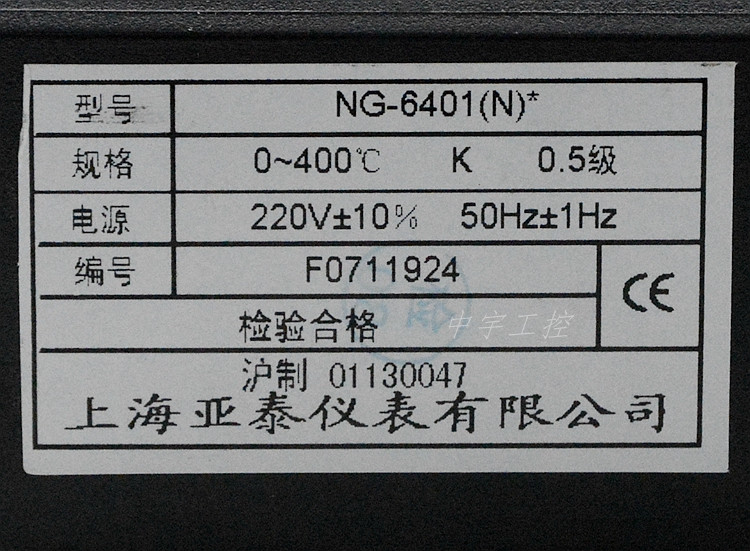 型号 NG-6401(N)*
规格 0~400℃ K 0.5级
电源 220V±10% 50Hz±1Hz
编号 F0711924
CE
检验合格
中宇工控
沪制 01130047
上海亚泰仪表有限公司